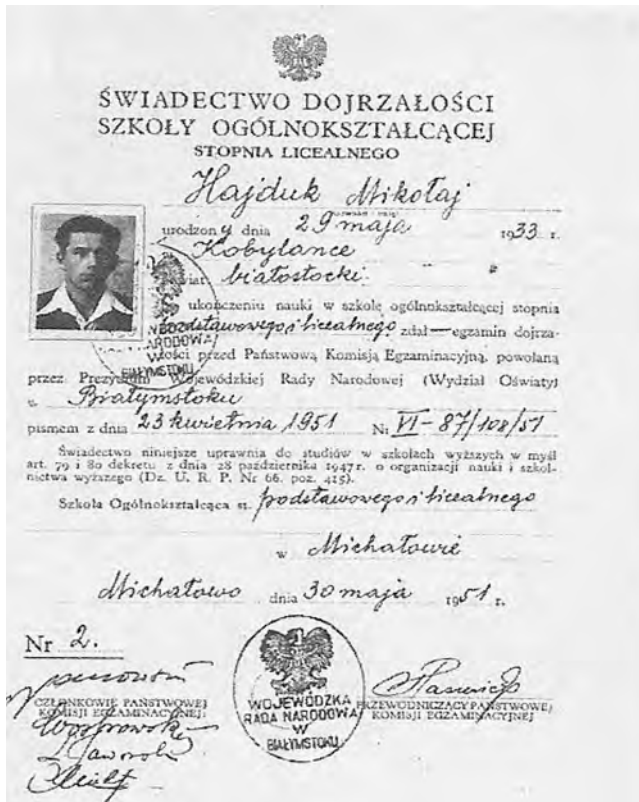 ŚWIADECTWO DOJRZAŁOŚCI
SZKOŁY OGÓLNOKSZTAŁCĄCEJ
STOPNIA LICEALNEGO
Hajduk Mikołaj
urodzony dnia 29 maja 1933 r.
Kobylance
białostocki
ukończeniu nauki w szkole ogólnokształcącej stopnia
podstawowego i licealnego zdał — egzamin dojrza-
łości przed Państwową Komisją Egzaminacyjną, powołaną
przez Prezydium Wojewódzkiej Rady Narodowej (Wydział Oświaty)
w Białymstoku
pismem z dnia 23 kwietnia 1951 Nr VI-87/108/51
Świadectwo niniejsze uprawnia do studiów w szkołach wyższych w myśl
art. 79 i 80 dekretu z dnia 28 października 1947 r. o organizacji nauki i szkol-
nictwa wyższego (Dz. U. R. P. Nr 66. poz. 415).
Szkoła Ogólnokształcąca st. podstawowego i licealnego
w Michałowie
Michałowo dnia 30 maja 1951 r.
Nr 2.
CZŁONKOWIE PAŃSTWOWEJ
KOMISJI EGZAMINACYJNEJ:
WOJEWÓDZKA
RADA NARODOWA
W
BIAŁYMSTOKU
PRZEWODNICZĄCY PAŃSTWOWEJ
KOMISJI EGZAMINACYJNEJ